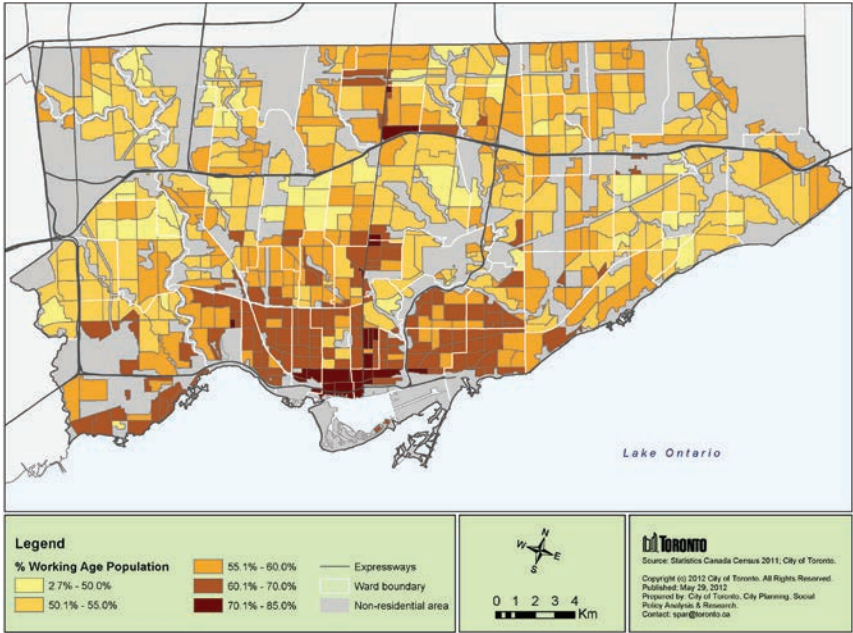 Lake Ontario
Legend
% Working Age Population
2.7% - 50.0%
50.1% - 55.0%
55.1% - 60.0%
60.1% - 70.0%
70.1% - 85.0%
Expressways
Ward boundary
Non-residential area
N
W
E
S
0 1 2 3 4
Km
TORONTO
Source: Statistics Canada Census 2011; City of Toronto.
Copyright (c) 2012 City of Toronto. All Rights Reserved.
Published: May 29, 2012
Prepared by: City of Toronto, City Planning, Social
Policy Analysis & Research.
Contact: spar@toronto.ca